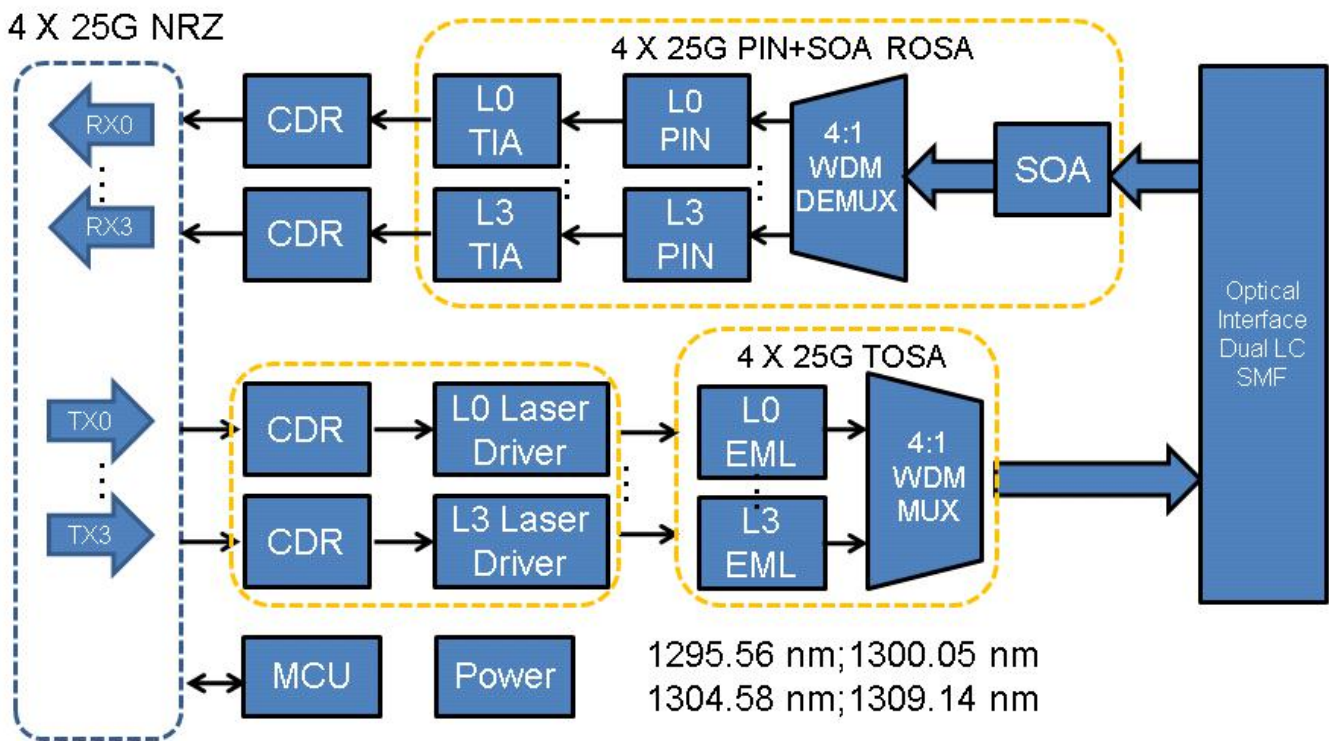 4 X 25G NRZ
4 X 25G PIN+SOA ROSA
RX0
CDR
L0
TIA
L0
PIN
4:1
WDM
DEMUX
SOA
RX3
CDR
L3
TIA
L3
PIN
Optical
Interface
Dual LC
SMF
4 X 25G TOSA
TX0
CDR
L0 Laser
Driver
L0
EML
4:1
WDM
MUX
TX3
CDR
L3 Laser
Driver
L3
EML
MCU
Power
1295.56 nm;1300.05 nm
1304.58 nm;1309.14 nm